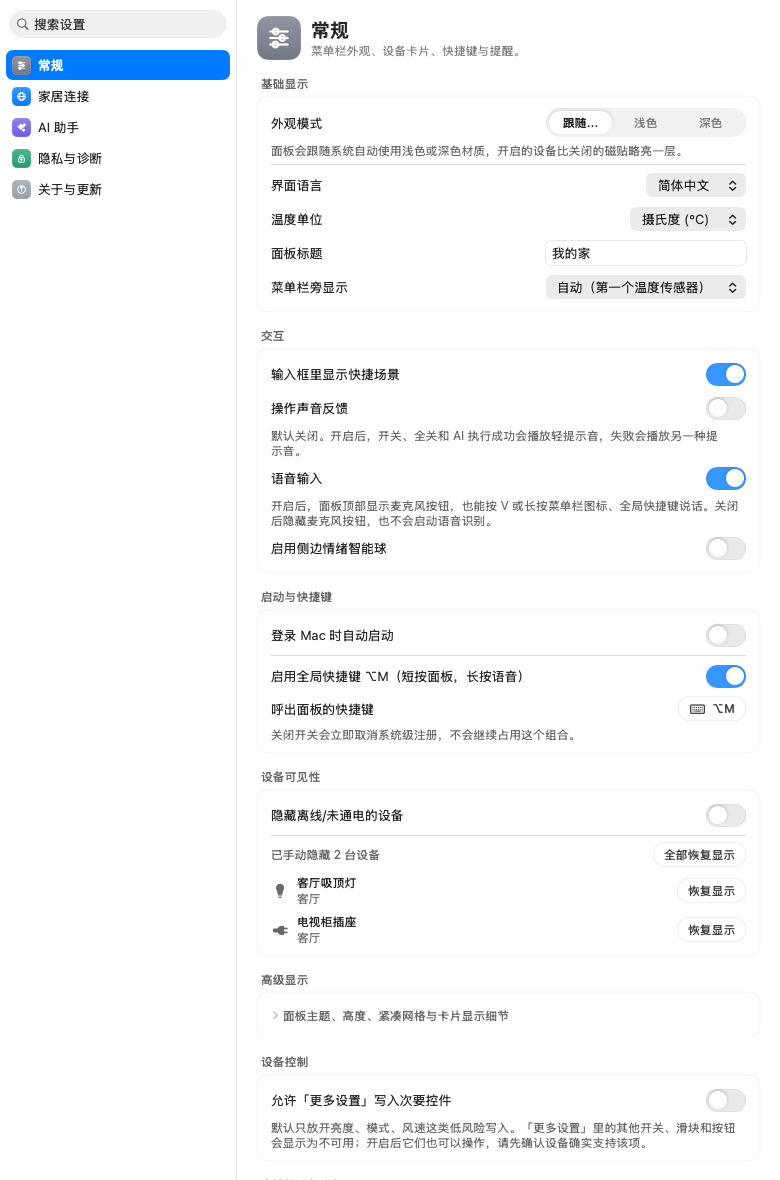 搜索设置
常规
家居连接
AI 助手
隐私与诊断
关于与更新
常规
菜单栏外观、设备卡片、快捷键与提醒。
基础显示
外观模式
跟随...
浅色
深色
面板会跟随系统自动使用浅色或深色材质，开启的设备比关闭的磁贴略亮一层。
界面语言
简体中文
温度单位
摄氏度 (°C)
面板标题
我的家
菜单栏旁显示
自动（第一个温度传感器）
交互
输入框里显示快捷场景
操作声音反馈
默认关闭。开启后，开关、全关和 AI 执行成功会播放轻提示音，失败会播放另一种提
示音。
语音输入
开启后，面板顶部显示麦克风按钮，也能按 V 或长按菜单栏图标、全局快捷键说话。关闭
后隐藏麦克风按钮，也不会启动语音识别。
启用侧边情绪智能球
启动与快捷键
登录 Mac 时自动启动
启用全局快捷键 ⌥M（短按面板，长按语音）
呼出面板的快捷键
⌥M
关闭开关会立即取消系统级注册，不会继续占用这个组合。
设备可见性
隐藏离线/未通电的设备
已手动隐藏 2 台设备
全部恢复显示
客厅吸顶灯
客厅
恢复显示
电视柜插座
客厅
恢复显示
高级显示
面板主题、高度、紧凑网格与卡片显示细节
设备控制
允许「更多设置」写入次要控件
默认只放开亮度、模式、风速这类低风险写入。「更多设置」里的其他开关、滑块和按钮
会显示为不可用；开启后它们也可以操作，请先确认设备确实支持该项。